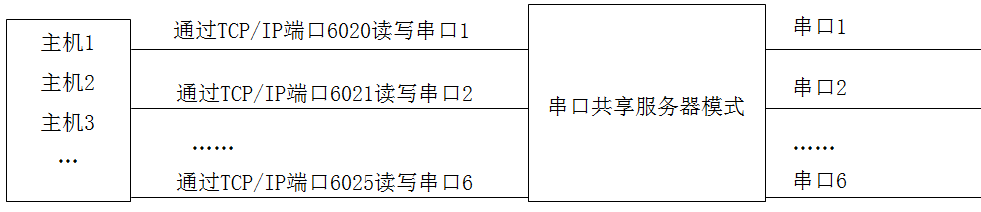 主机1
主机2
主机3
…
通过TCP/IP端口6020读写串口1
通过TCP/IP端口6021读写串口2
……
通过TCP/IP端口6025读写串口6
串口共享服务器模式
串口1
串口2
……
串口6